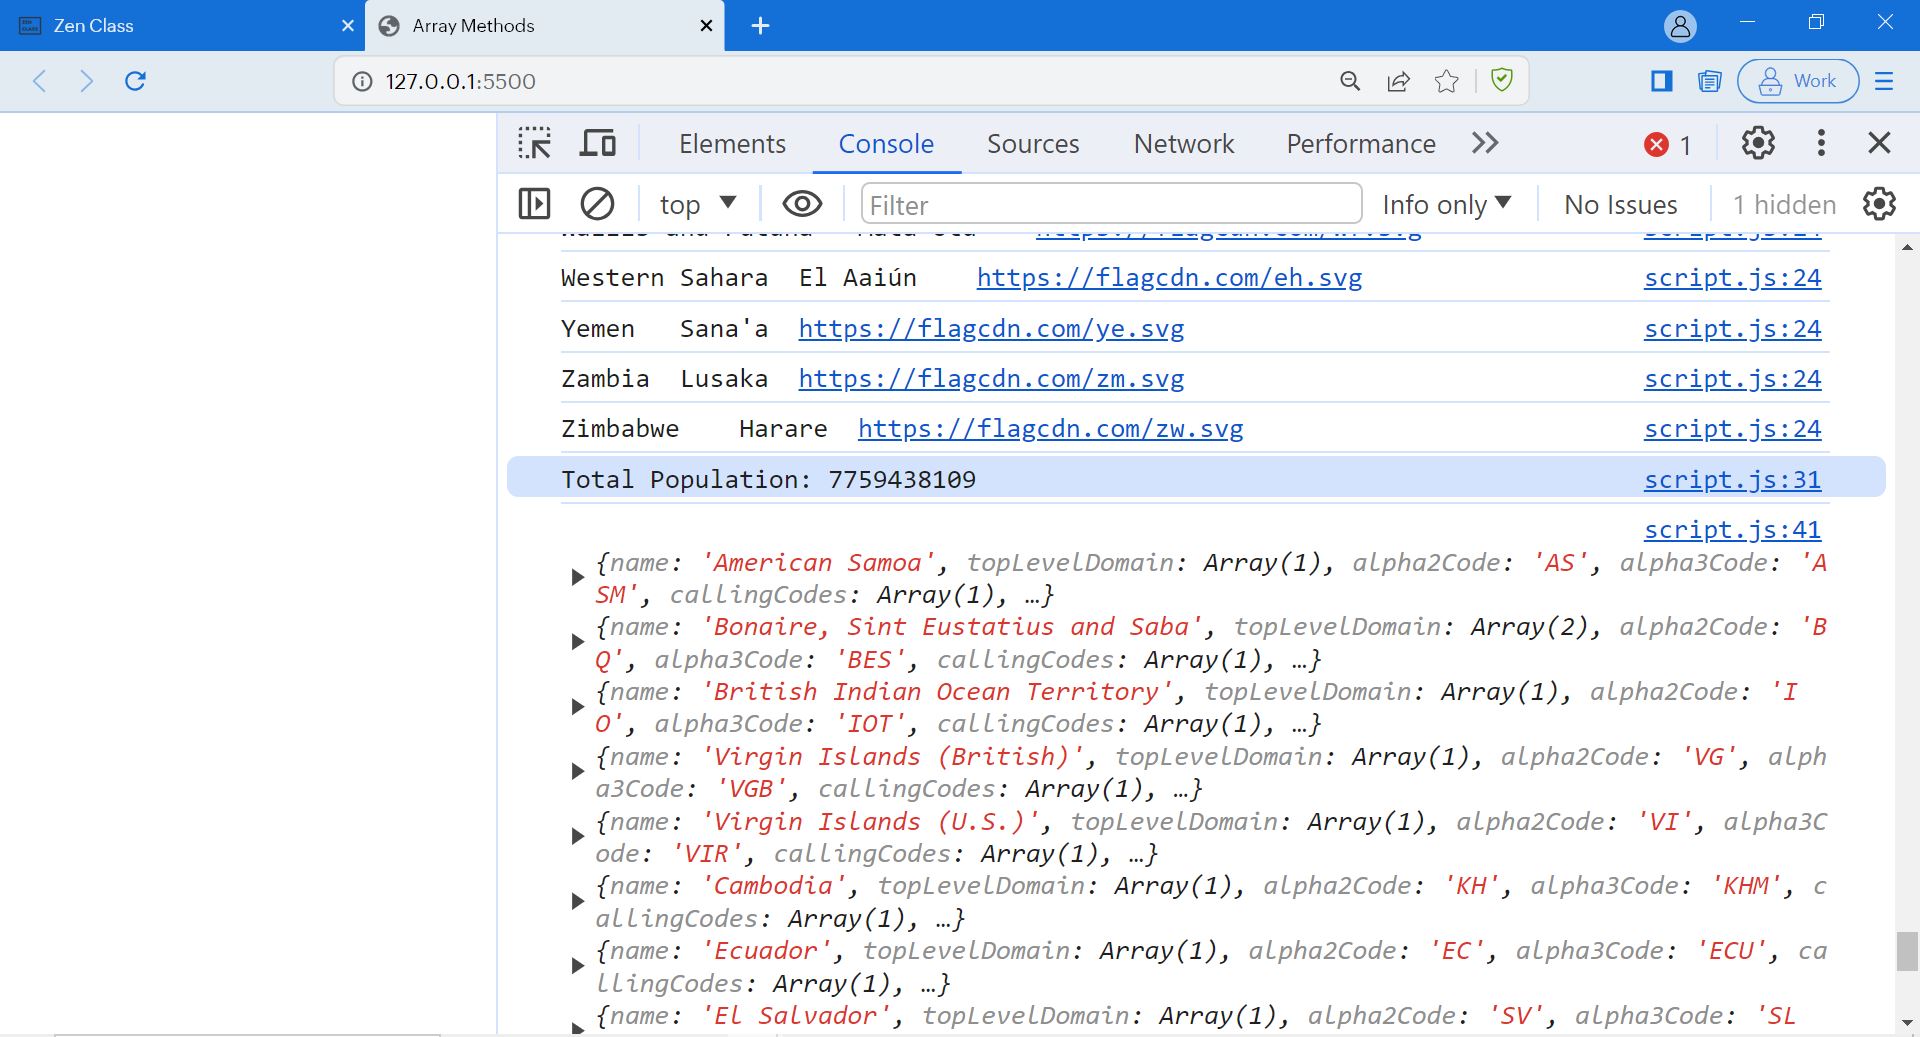 Zen Class
Array Methods
127.0.0.1:5500
Work
Elements
Console
Sources
Network
Performance
1
top
Filter
Info only
No Issues
1 hidden
Western Sahara El Aaiún https://flagcdn.com/eh.svg script.js:24
Yemen Sana'a https://flagcdn.com/ye.svg script.js:24
Zambia Lusaka https://flagcdn.com/zm.svg script.js:24
Zimbabwe Harare https://flagcdn.com/zw.svg script.js:24
Total Population: 7759438109 script.js:31
script.js:41
{name: 'American Samoa', topLevelDomain: Array(1), alpha2Code: 'AS', alpha3Code: 'A
SM', callingCodes: Array(1), …}
{name: 'Bonaire, Sint Eustatius and Saba', topLevelDomain: Array(2), alpha2Code: 'B
Q', alpha3Code: 'BES', callingCodes: Array(1), …}
{name: 'British Indian Ocean Territory', topLevelDomain: Array(1), alpha2Code: 'I
O', alpha3Code: 'IOT', callingCodes: Array(1), …}
{name: 'Virgin Islands (British)', topLevelDomain: Array(1), alpha2Code: 'VG', alph
a3Code: 'VGB', callingCodes: Array(1), …}
{name: 'Virgin Islands (U.S.)', topLevelDomain: Array(1), alpha2Code: 'VI', alpha3C
ode: 'VIR', callingCodes: Array(1), …}
{name: 'Cambodia', topLevelDomain: Array(1), alpha2Code: 'KH', alpha3Code: 'KHM', c
allingCodes: Array(1), …}
{name: 'Ecuador', topLevelDomain: Array(1), alpha2Code: 'EC', alpha3Code: 'ECU', ca
llingCodes: Array(1), …}
{name: 'El Salvador', topLevelDomain: Array(1), alpha2Code: 'SV', alpha3Code: 'SL